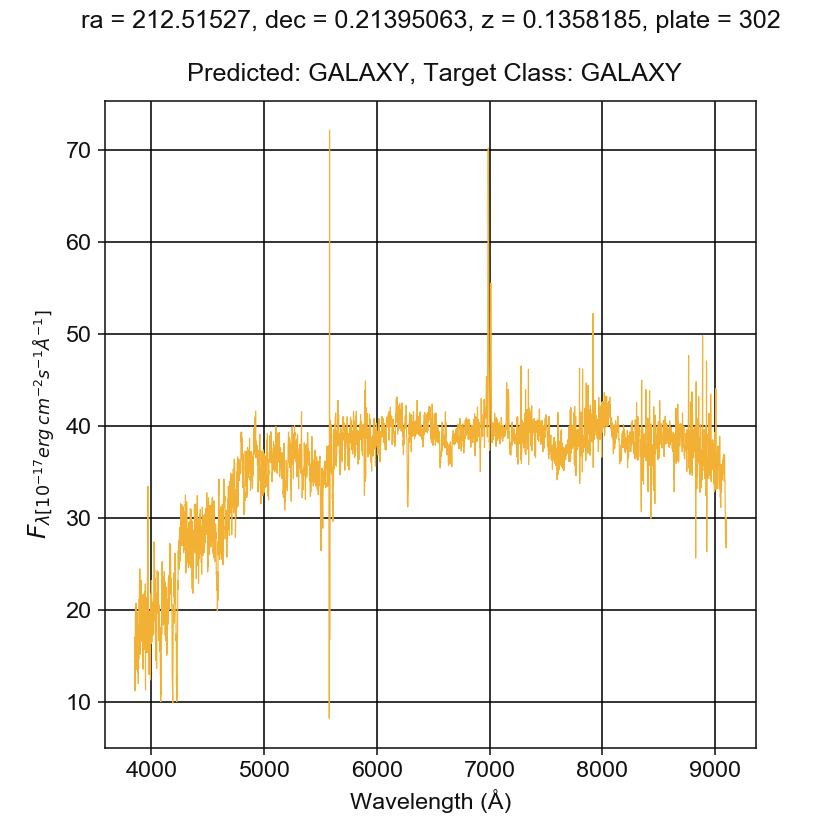 ra = 212.51527, dec = 0.21395063, z = 0.1358185, plate = 302
Predicted: GALAXY, Target Class: GALAXY
70
60
50
40
30
20
10
F_λ[10^{-17} erg cm^{-2} s^{-1} Å^{-1}]
4000 5000 6000 7000 8000 9000
Wavelength (Å)